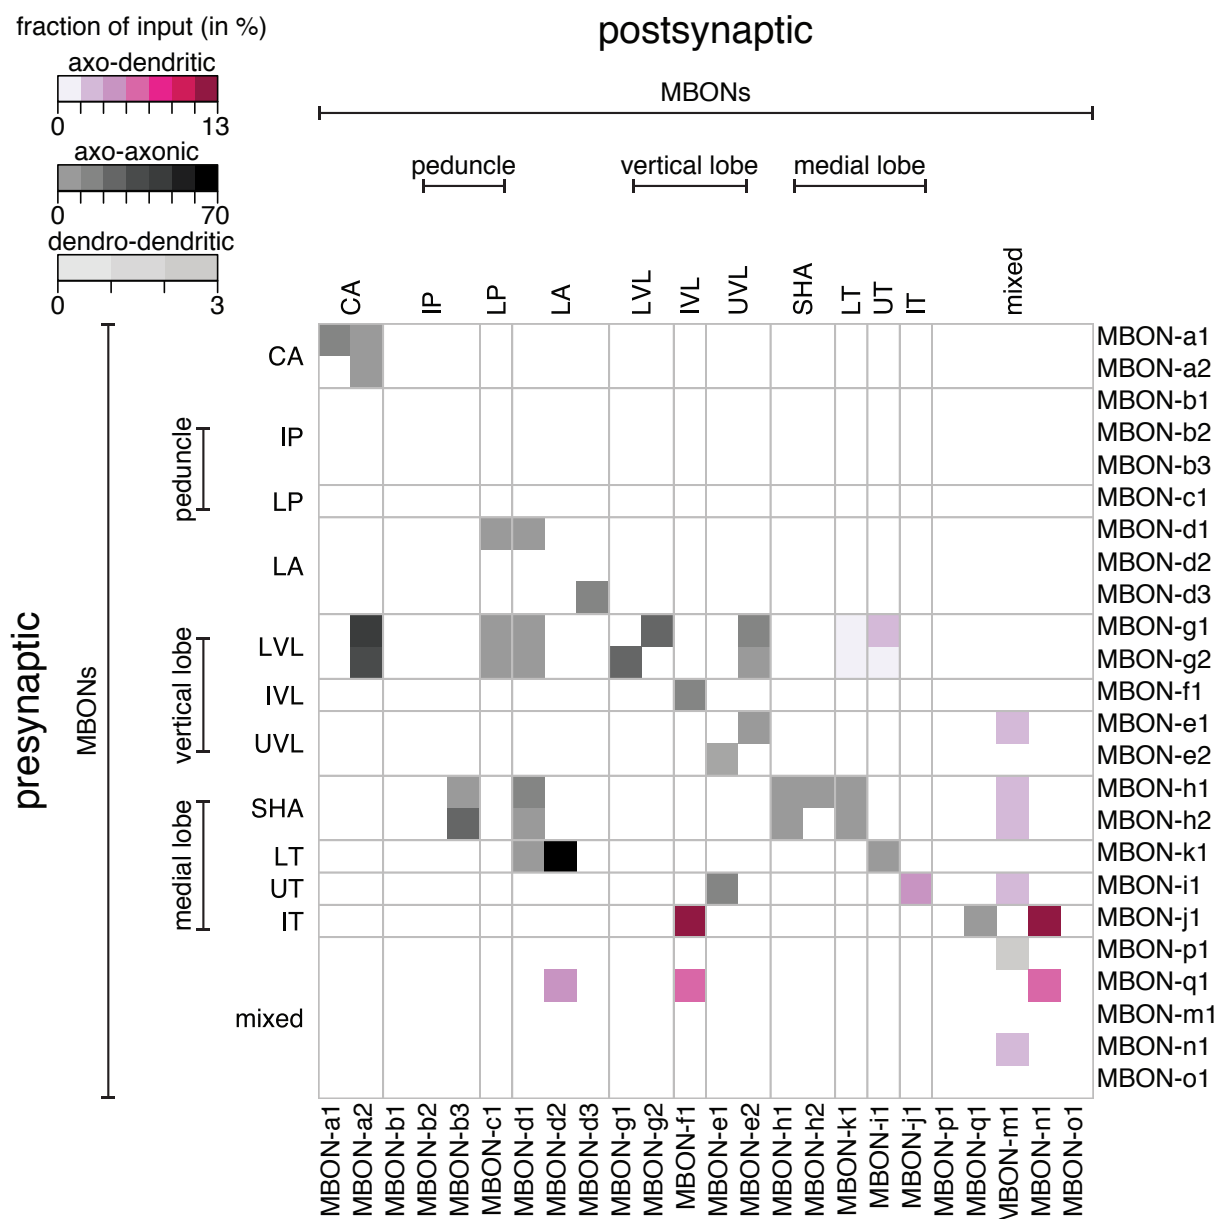 fraction of input (in %)
axo-dendritic
0 13
axo-axonic
0 70
dendro-dendritic
0 3
postsynaptic
MBONs
peduncle vertical lobe medial lobe
CA IP LP LA LVL IVL UVL SHA LT UT IT mixed
presynaptic
MBONs
peduncle
vertical lobe
medial lobe
CA
IP
LP
LA
LVL
IVL
UVL
SHA
LT
UT
IT
mixed
MBON-a1
MBON-a2
MBON-b1
MBON-b2
MBON-b3
MBON-c1
MBON-d1
MBON-d2
MBON-d3
MBON-g1
MBON-g2
MBON-f1
MBON-e1
MBON-e2
MBON-h1
MBON-h2
MBON-k1
MBON-i1
MBON-j1
MBON-p1
MBON-q1
MBON-m1
MBON-n1
MBON-o1
MBON-a1
MBON-a2
MBON-b1
MBON-b2
MBON-b3
MBON-c1
MBON-d1
MBON-d2
MBON-d3
MBON-g1
MBON-g2
MBON-f1
MBON-e1
MBON-e2
MBON-h1
MBON-h2
MBON-k1
MBON-i1
MBON-j1
MBON-p1
MBON-q1
MBON-m1
MBON-n1
MBON-o1